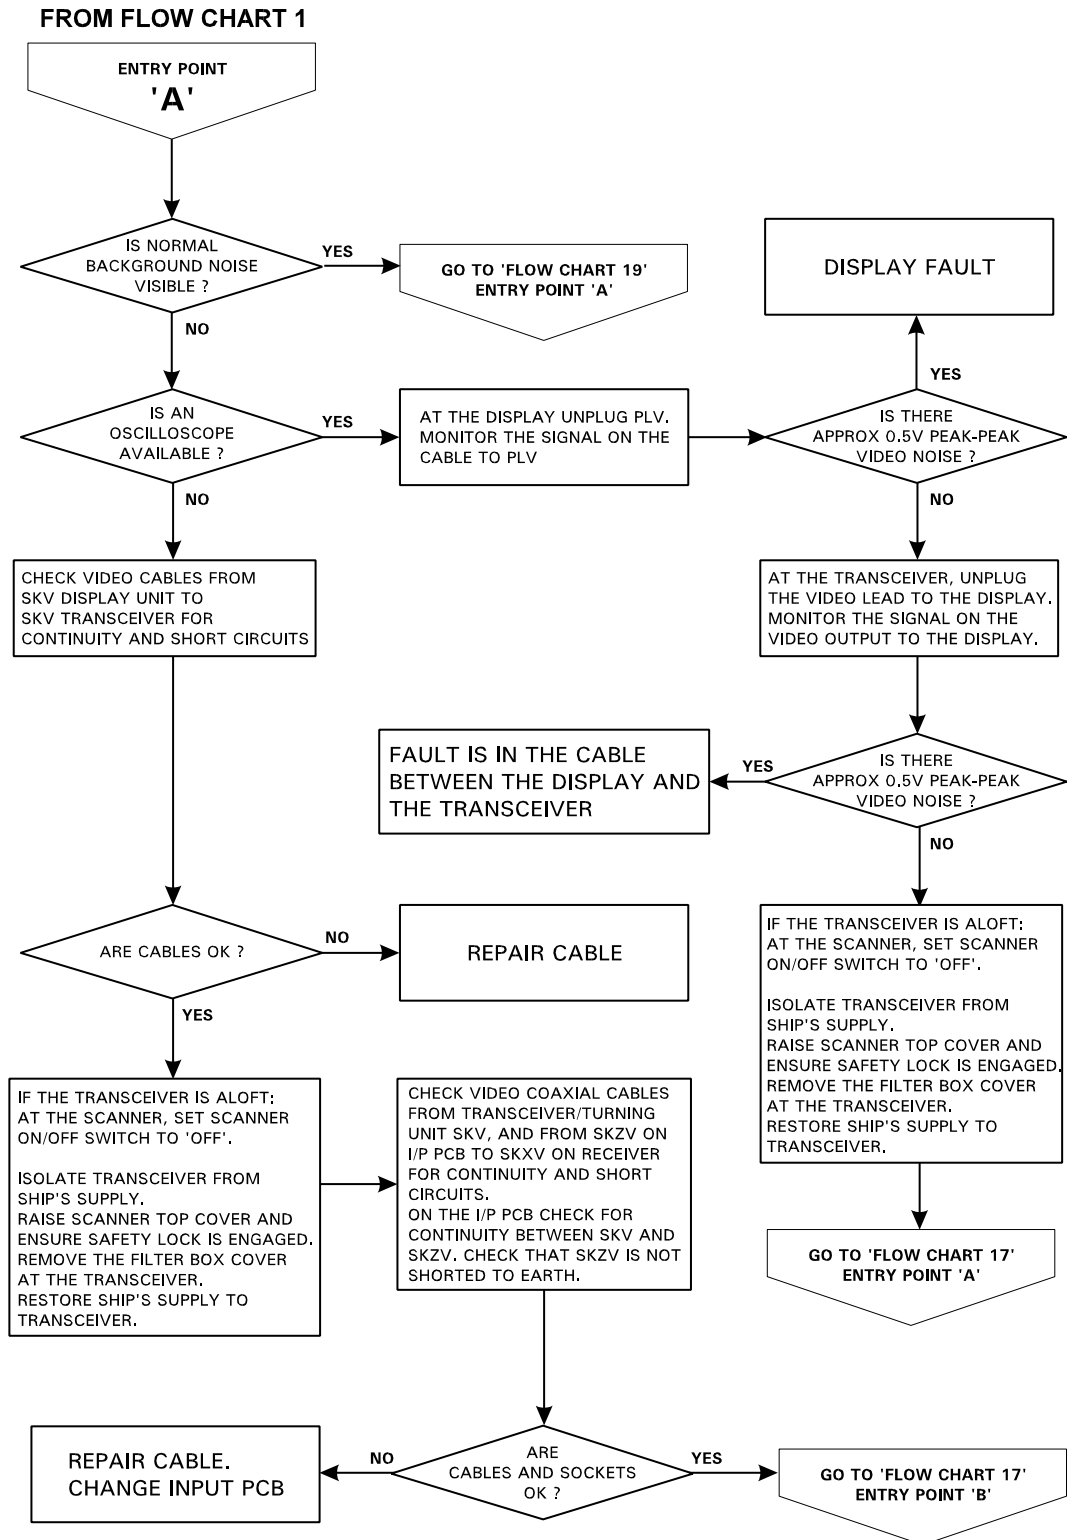 FROM FLOW CHART 1
ENTRY POINT
'A'
IS NORMAL
BACKGROUND NOISE
VISIBLE ?
YES
NO
GO TO 'FLOW CHART 19'
ENTRY POINT 'A'
DISPLAY FAULT
YES
IS AN
OSCILLOSCOPE
AVAILABLE ?
YES
NO
AT THE DISPLAY UNPLUG PLV.
MONITOR THE SIGNAL ON THE
CABLE TO PLV
IS THERE
APPROX 0.5V PEAK-PEAK
VIDEO NOISE ?
NO
CHECK VIDEO CABLES FROM
SKV DISPLAY UNIT TO
SKV TRANSCEIVER FOR
CONTINUITY AND SHORT CIRCUITS
AT THE TRANSCEIVER, UNPLUG
THE VIDEO LEAD TO THE DISPLAY.
MONITOR THE SIGNAL ON THE
VIDEO OUTPUT TO THE DISPLAY.
FAULT IS IN THE CABLE
BETWEEN THE DISPLAY AND
THE TRANSCEIVER
YES
IS THERE
APPROX 0.5V PEAK-PEAK
VIDEO NOISE ?
NO
ARE CABLES OK ?
NO
YES
REPAIR CABLE
IF THE TRANSCEIVER IS ALOFT:
AT THE SCANNER, SET SCANNER
ON/OFF SWITCH TO 'OFF'.
ISOLATE TRANSCEIVER FROM
SHIP'S SUPPLY.
RAISE SCANNER TOP COVER AND
ENSURE SAFETY LOCK IS ENGAGED.
REMOVE THE FILTER BOX COVER
AT THE TRANSCEIVER.
RESTORE SHIP'S SUPPLY TO
TRANSCEIVER.
IF THE TRANSCEIVER IS ALOFT:
AT THE SCANNER, SET SCANNER
ON/OFF SWITCH TO 'OFF'.
ISOLATE TRANSCEIVER FROM
SHIP'S SUPPLY.
RAISE SCANNER TOP COVER AND
ENSURE SAFETY LOCK IS ENGAGED.
REMOVE THE FILTER BOX COVER
AT THE TRANSCEIVER.
RESTORE SHIP'S SUPPLY TO
TRANSCEIVER.
CHECK VIDEO COAXIAL CABLES
FROM TRANSCEIVER/TURNING
UNIT SKV, AND FROM SKZV ON
I/P PCB TO SKXV ON RECEIVER
FOR CONTINUITY AND SHORT
CIRCUITS.
ON THE I/P PCB CHECK FOR
CONTINUITY BETWEEN SKV AND
SKZV. CHECK THAT SKZV IS NOT
SHORTED TO EARTH.
GO TO 'FLOW CHART 17'
ENTRY POINT 'A'
REPAIR CABLE.
CHANGE INPUT PCB
NO
ARE
CABLES AND SOCKETS
OK ?
YES
GO TO 'FLOW CHART 17'
ENTRY POINT 'B'